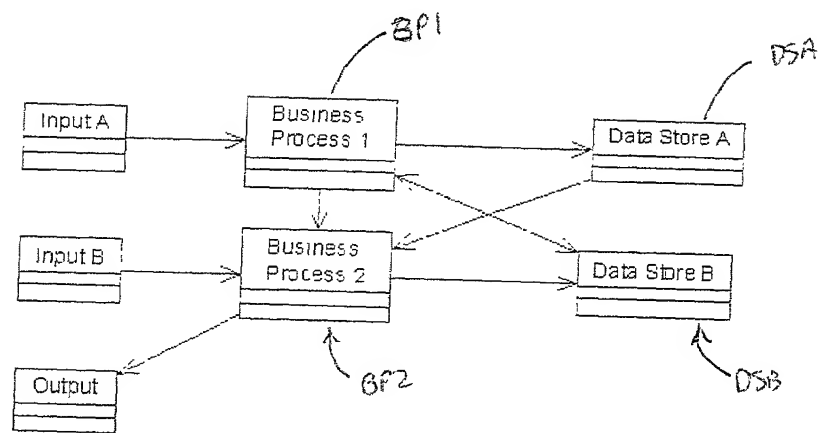 BP1
DSA
Input A
Business
Process 1
Data Store A
Input B
Business
Process 2
Data Store B
Output
BP2
DSB